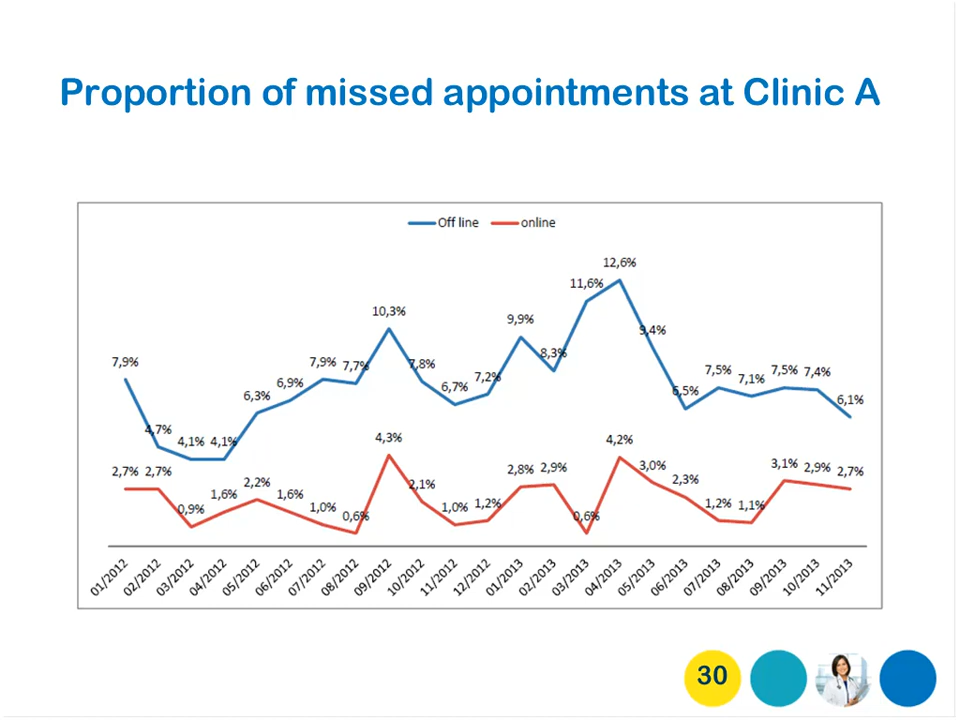 Proportion of missed appointments at Clinic A
Off line online
12,6%
11,6%
10,3%
9,9%
9,4%
8,3%
7,9% 7,9% 7,7% 7,8% 7,5% 7,1% 7,5% 7,4%
6,9% 6,7% 7,2% 6,5% 6,1%
6,3%
4,7% 4,1% 4,1%
4,3% 4,2%
2,7% 2,7% 0,9% 1,6% 2,2% 1,6% 1,0% 0,6% 2,1% 1,0% 1,2% 2,8% 2,9% 0,6% 3,0% 2,3% 1,2% 1,1% 3,1% 2,9% 2,7%
01/2012 02/2012 03/2012 04/2012 05/2012 06/2012 07/2012 08/2012 09/2012 10/2012 11/2012 12/2012 01/2013 02/2013 03/2013 04/2013 05/2013 06/2013 07/2013 08/2013 09/2013 10/2013 11/2013
30